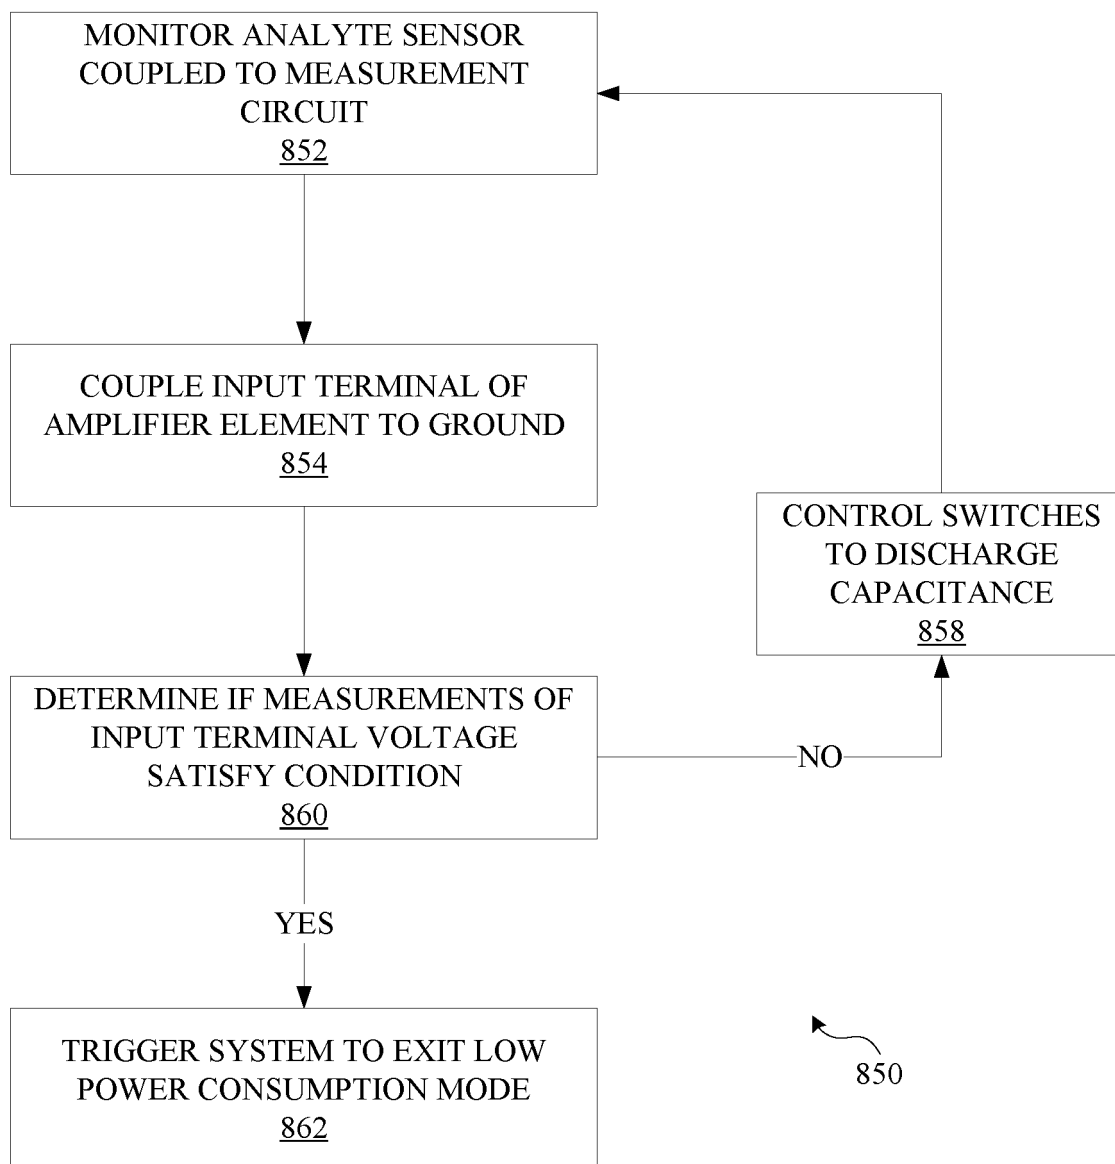 MONITOR ANALYTE SENSOR
COUPLED TO MEASUREMENT
CIRCUIT
852
COUPLE INPUT TERMINAL OF
AMPLIFIER ELEMENT TO GROUND
854
CONTROL SWITCHES
TO DISCHARGE
CAPACITANCE
858
DETERMINE IF MEASUREMENTS OF
INPUT TERMINAL VOLTAGE
SATISFY CONDITION
860
NO
YES
TRIGGER SYSTEM TO EXIT LOW
POWER CONSUMPTION MODE
862
850